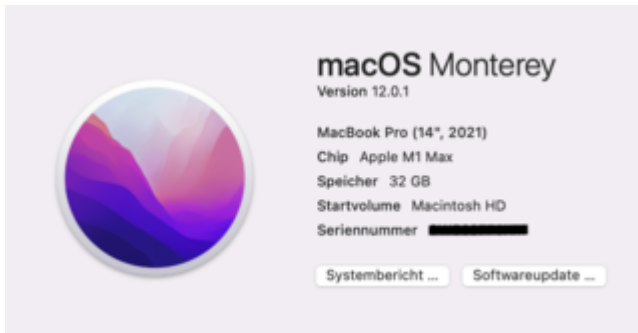 macOS Monterey
Version 12.0.1
MacBook Pro (14", 2021)
Chip Apple M1 Max
Speicher 32 GB
Startvolume Macintosh HD
Seriennummer
Systembericht ...
Softwareupdate ...